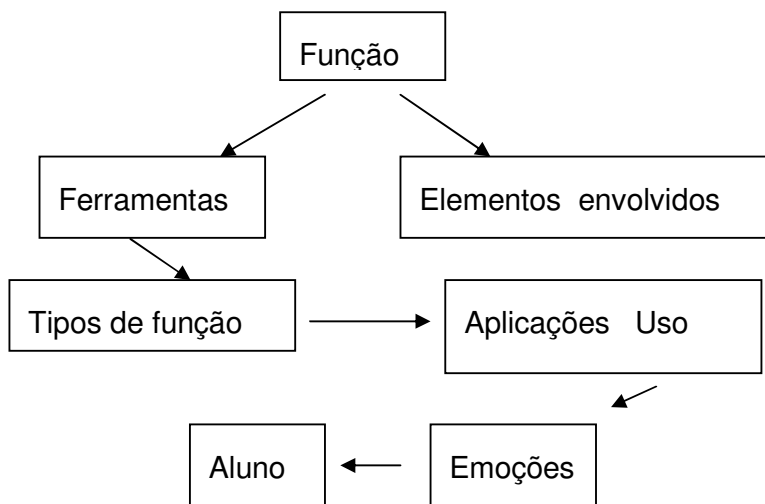 Função
Ferramentas
Elementos envolvidos
Tipos de função
Aplicações Uso
Aluno
Emoções